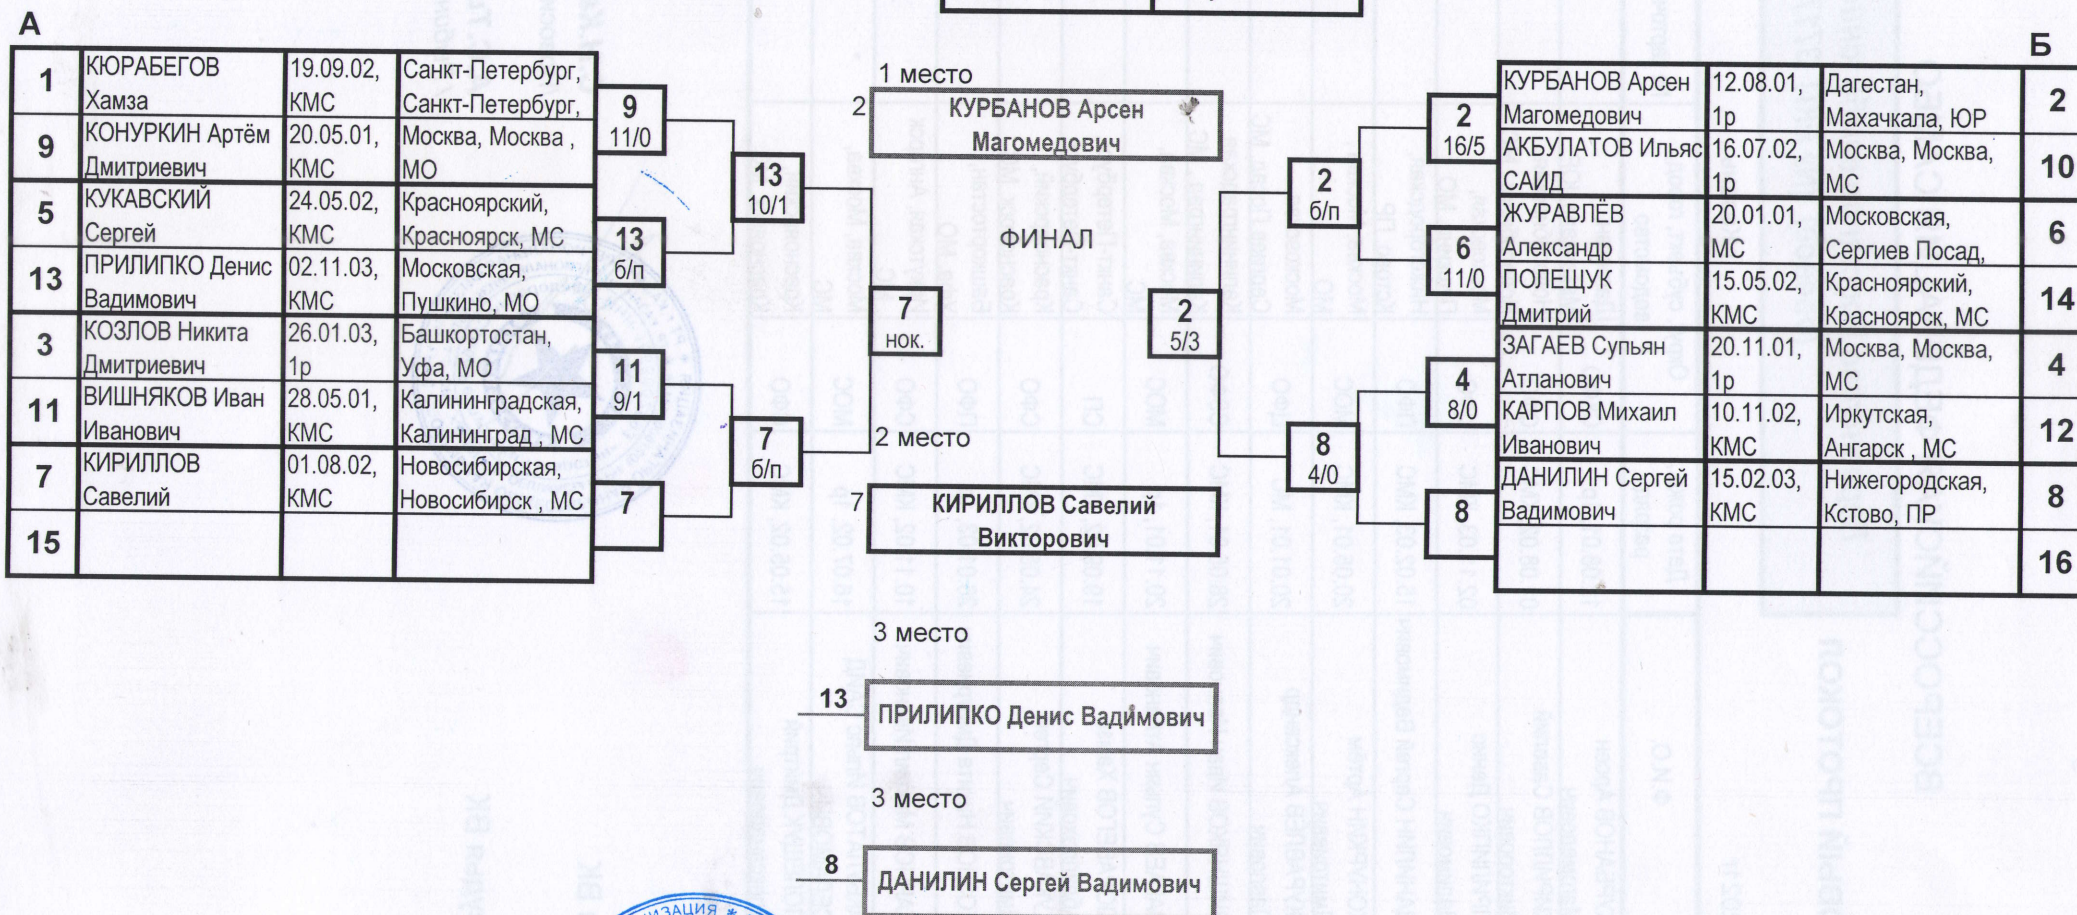 А
1
КЮРАБЕГОВ
Хамза
19.09.02,
КМС
Санкт-Петербург,
Санкт-Петербург,
9
КОНУРКИН Артём
Дмитриевич
20.05.01,
КМС
Москва, Москва ,
МО
5
КУКАВСКИЙ
Сергей
24.05.02,
КМС
Красноярский,
Красноярск, МС
13
ПРИЛИПКО Денис
Вадимович
02.11.03,
КМС
Московская,
Пушкино, МО
3
КОЗЛОВ Никита
Дмитриевич
26.01.03,
1р
Башкортостан,
Уфа, МО
11
ВИШНЯКОВ Иван
Иванович
28.05.01,
КМС
Калининградская,
Калининград , МС
7
КИРИЛЛОВ
Савелий
01.08.02,
КМС
Новосибирская,
Новосибирск , МС
15
9
11/0
13
б/п
11
9/1
7
13
10/1
7
б/п
7
нок.
1 место
2
КУРБАНОВ Арсен
Магомедович
ФИНАЛ
2 место
7
КИРИЛЛОВ Савелий
Викторович
3 место
13
ПРИЛИПКО Денис Вадимович
3 место
8
ДАНИЛИН Сергей Вадимович
2
5/3
2
б/п
8
4/0
2
16/5
6
11/0
4
8/0
8
Б
КУРБАНОВ Арсен
Магомедович
12.08.01,
1р
Дагестан,
Махачкала, ЮР
2
АКБУЛАТОВ Ильяс
САИД
16.07.02,
1р
Москва, Москва,
МС
10
ЖУРАВЛЁВ
Александр
20.01.01,
МС
Московская,
Сергиев Посад,
6
ПОЛЕЩУК
Дмитрий
15.05.02,
КМС
Красноярский,
Красноярск, МС
14
ЗАГАЕВ Супьян
Атланович
20.11.01,
1р
Москва, Москва,
МС
4
КАРПОВ Михаил
Иванович
10.11.02,
КМС
Иркутская,
Ангарск , МС
12
ДАНИЛИН Сергей
Вадимович
15.02.03,
КМС
Нижегородская,
Кстово, ПР
8
16